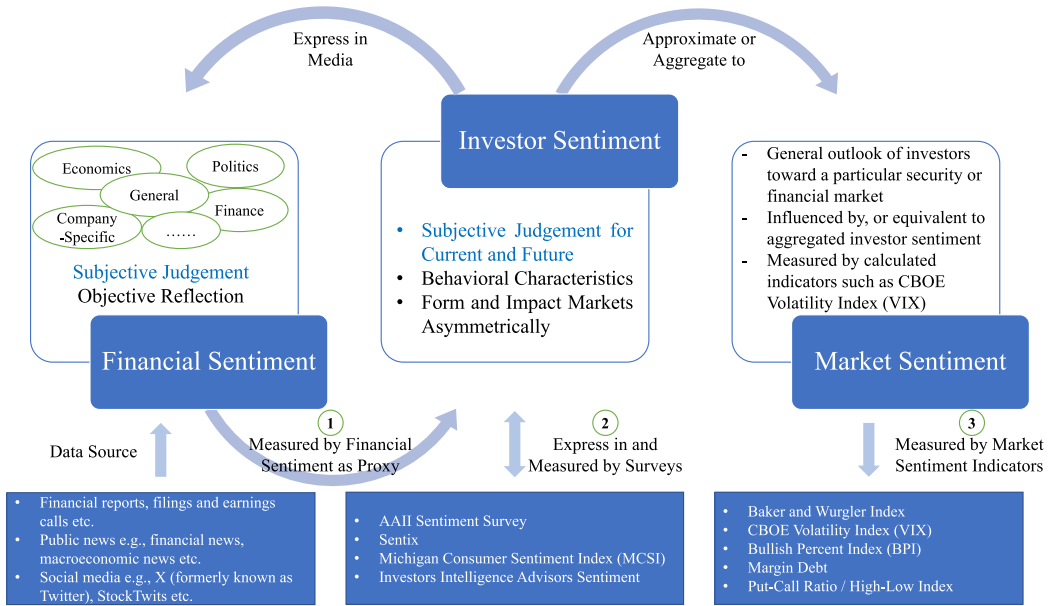 Express in
Media
Approximate or
Aggregate to
Investor Sentiment
Economics
Politics
General
Finance
Company
-Specific
……
Subjective Judgement
Objective Reflection
Financial Sentiment
• Subjective Judgement for
Current and Future
• Behavioral Characteristics
• Form and Impact Markets
Asymmetrically
- General outlook of investors
toward a particular security or
financial market
- Influenced by, or equivalent to
aggregated investor sentiment
- Measured by calculated
indicators such as CBOE
Volatility Index (VIX)
Market Sentiment
Data Source
1
Measured by Financial
Sentiment as Proxy
2
Express in and
Measured by Surveys
3
Measured by Market
Sentiment Indicators
• Financial reports, filings and earnings
calls etc.
• Public news e.g., financial news,
macroeconomic news etc.
• Social media e.g., X (formerly known as
Twitter), StockTwits etc.
• AAII Sentiment Survey
• Sentix
• Michigan Consumer Sentiment Index (MCSI)
• Investors Intelligence Advisors Sentiment
• Baker and Wurgler Index
• CBOE Volatility Index (VIX)
• Bullish Percent Index (BPI)
• Margin Debt
• Put-Call Ratio / High-Low Index